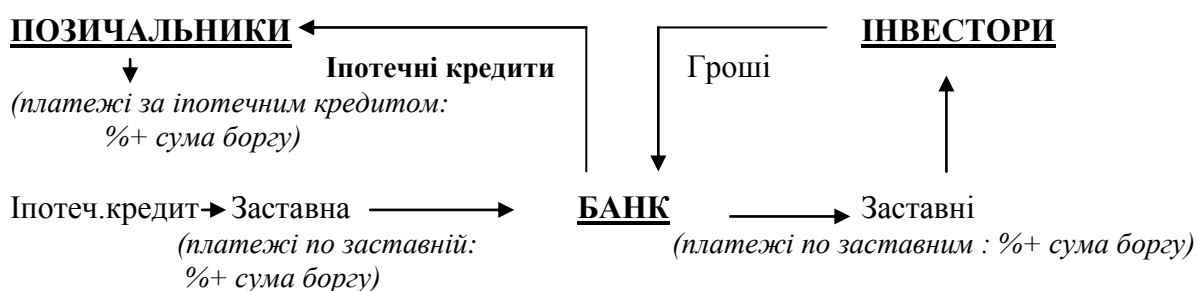 ПОЗИЧАЛЬНИКИ ІНВЕСТОРИ
Іпотечні кредити Гроші
(платежі за іпотечним кредитом:
%+ сума боргу)
Іпотеч.кредит Заставна БАНК Заставні
(платежі по заставній: (платежі по заставним : %+ сума боргу)
%+ сума боргу)